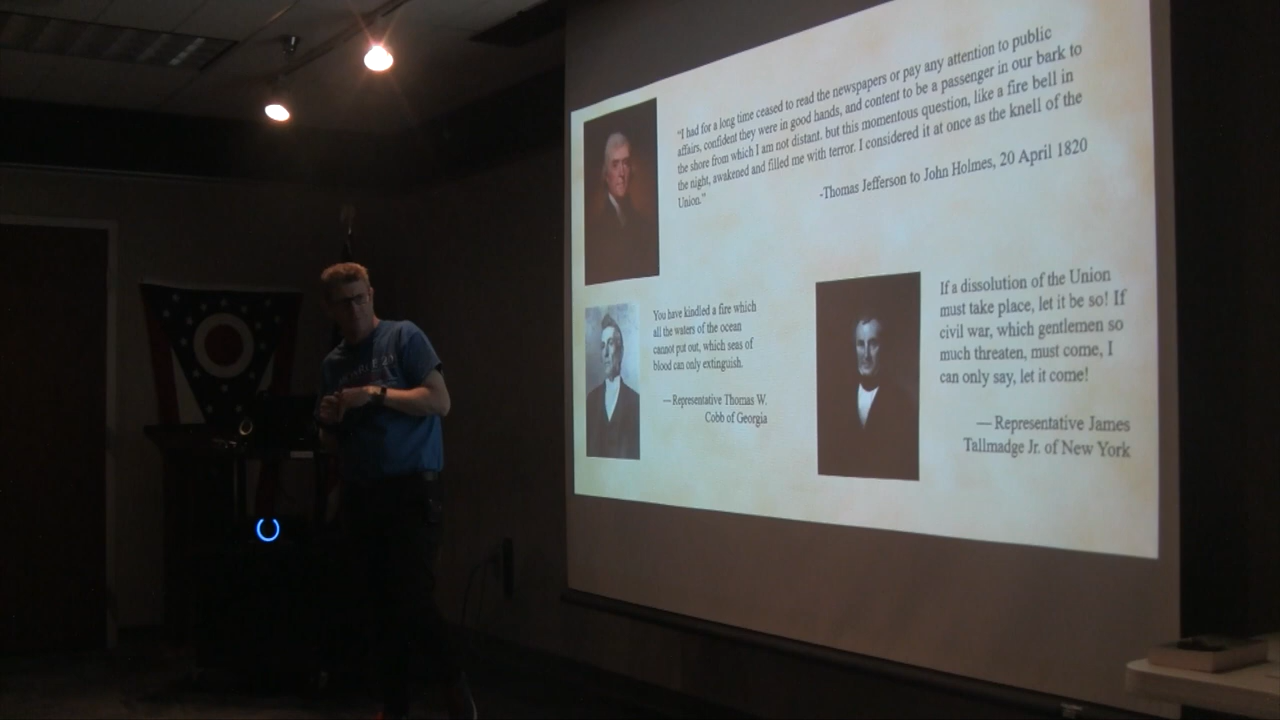 "I had for a long time ceased to read the newspapers or pay any attention to public
affairs, confident they were in good hands, and content to be a passenger in our bark to
the shore from which I am not distant. but this momentous question, like a fire bell in
the night, awakened and filled me with terror. I considered it at once as the knell of the
Union."
-Thomas Jefferson to John Holmes, 20 April 1820
You have kindled a fire which
all the waters of the ocean
cannot put out, which seas of
blood can only extinguish.
— Representative Thomas W.
Cobb of Georgia
If a dissolution of the Union
must take place, let it be so! If
civil war, which gentlemen so
much threaten, must come, I
can only say, let it come!
— Representative James
Tallmadge Jr. of New York